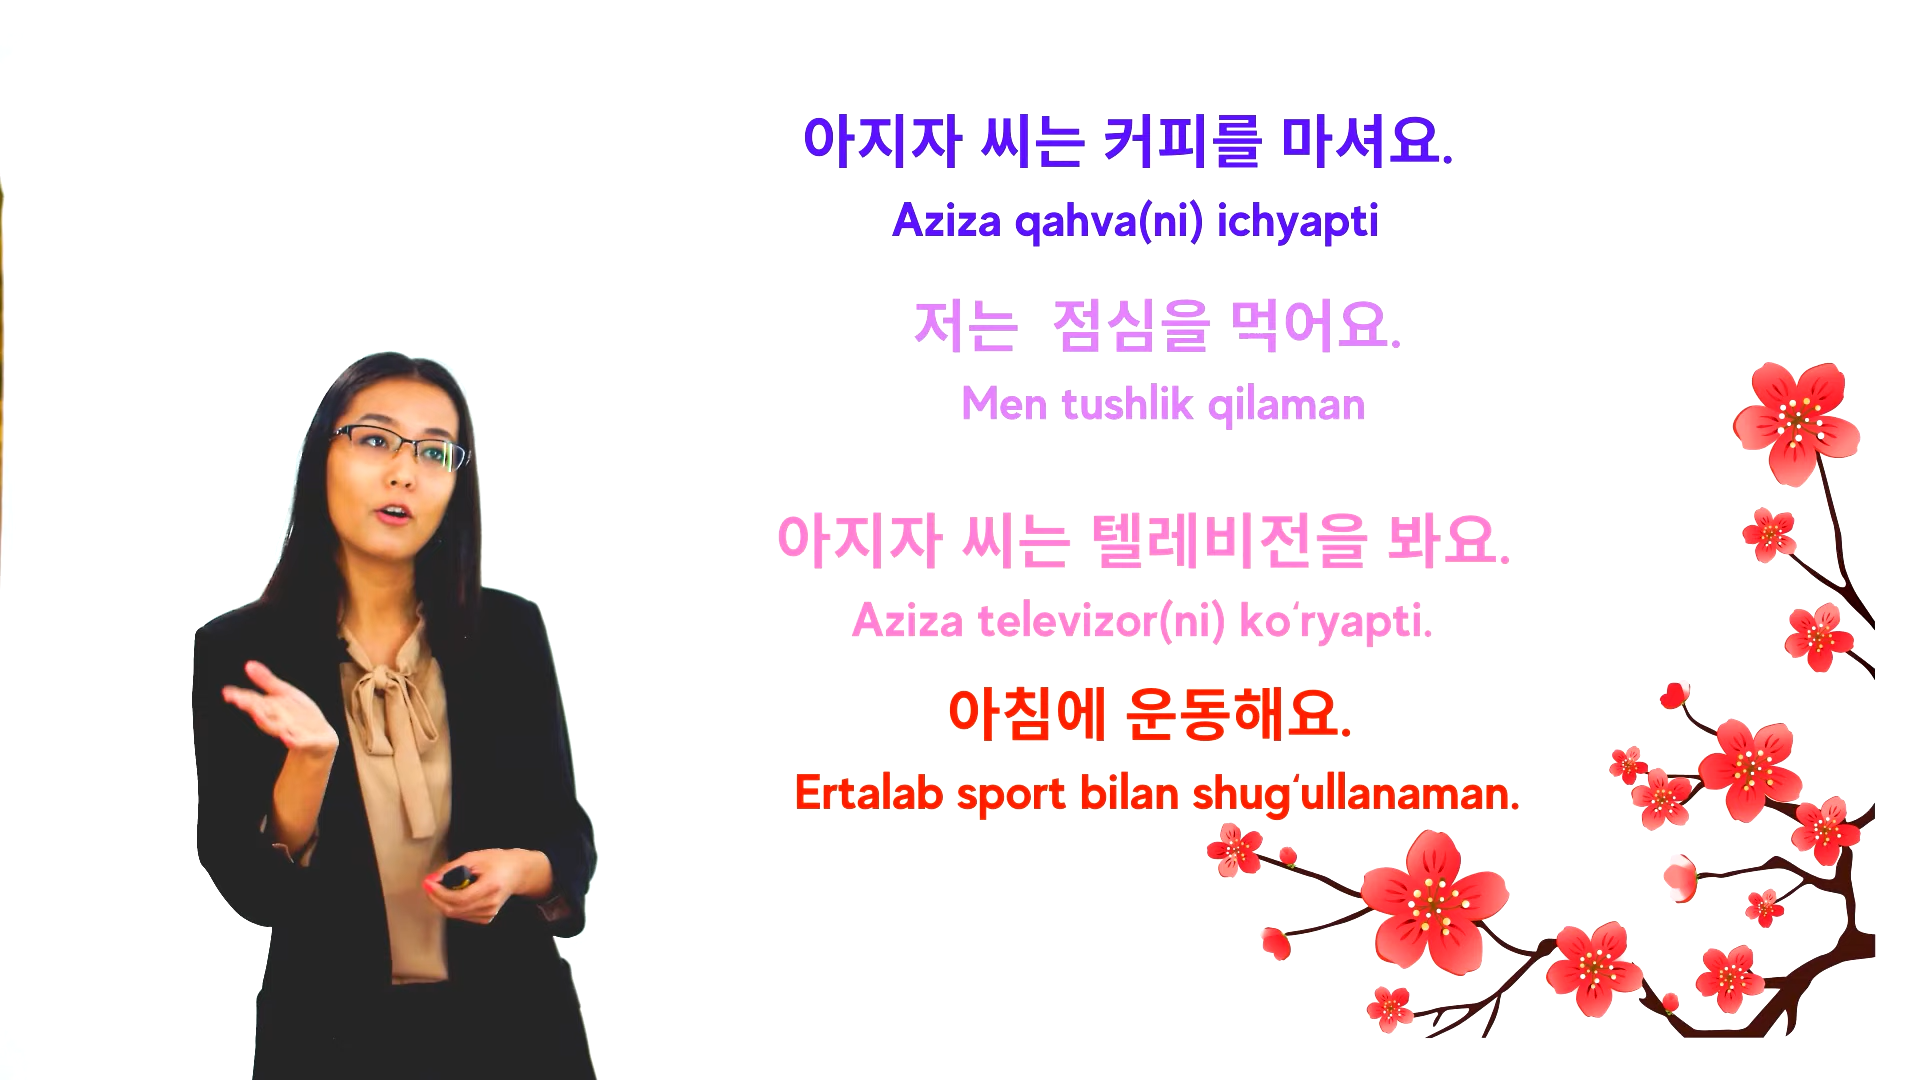 아지자 씨는 커피를 마셔요.
Aziza qahva(ni) ichyapti
저는 점심을 먹어요.
Men tushlik qilaman
아지자 씨는 텔레비전을 봐요.
Aziza televizor(ni) ko‘ryapti.
아침에 운동해요.
Ertalab sport bilan shug‘ullanaman.